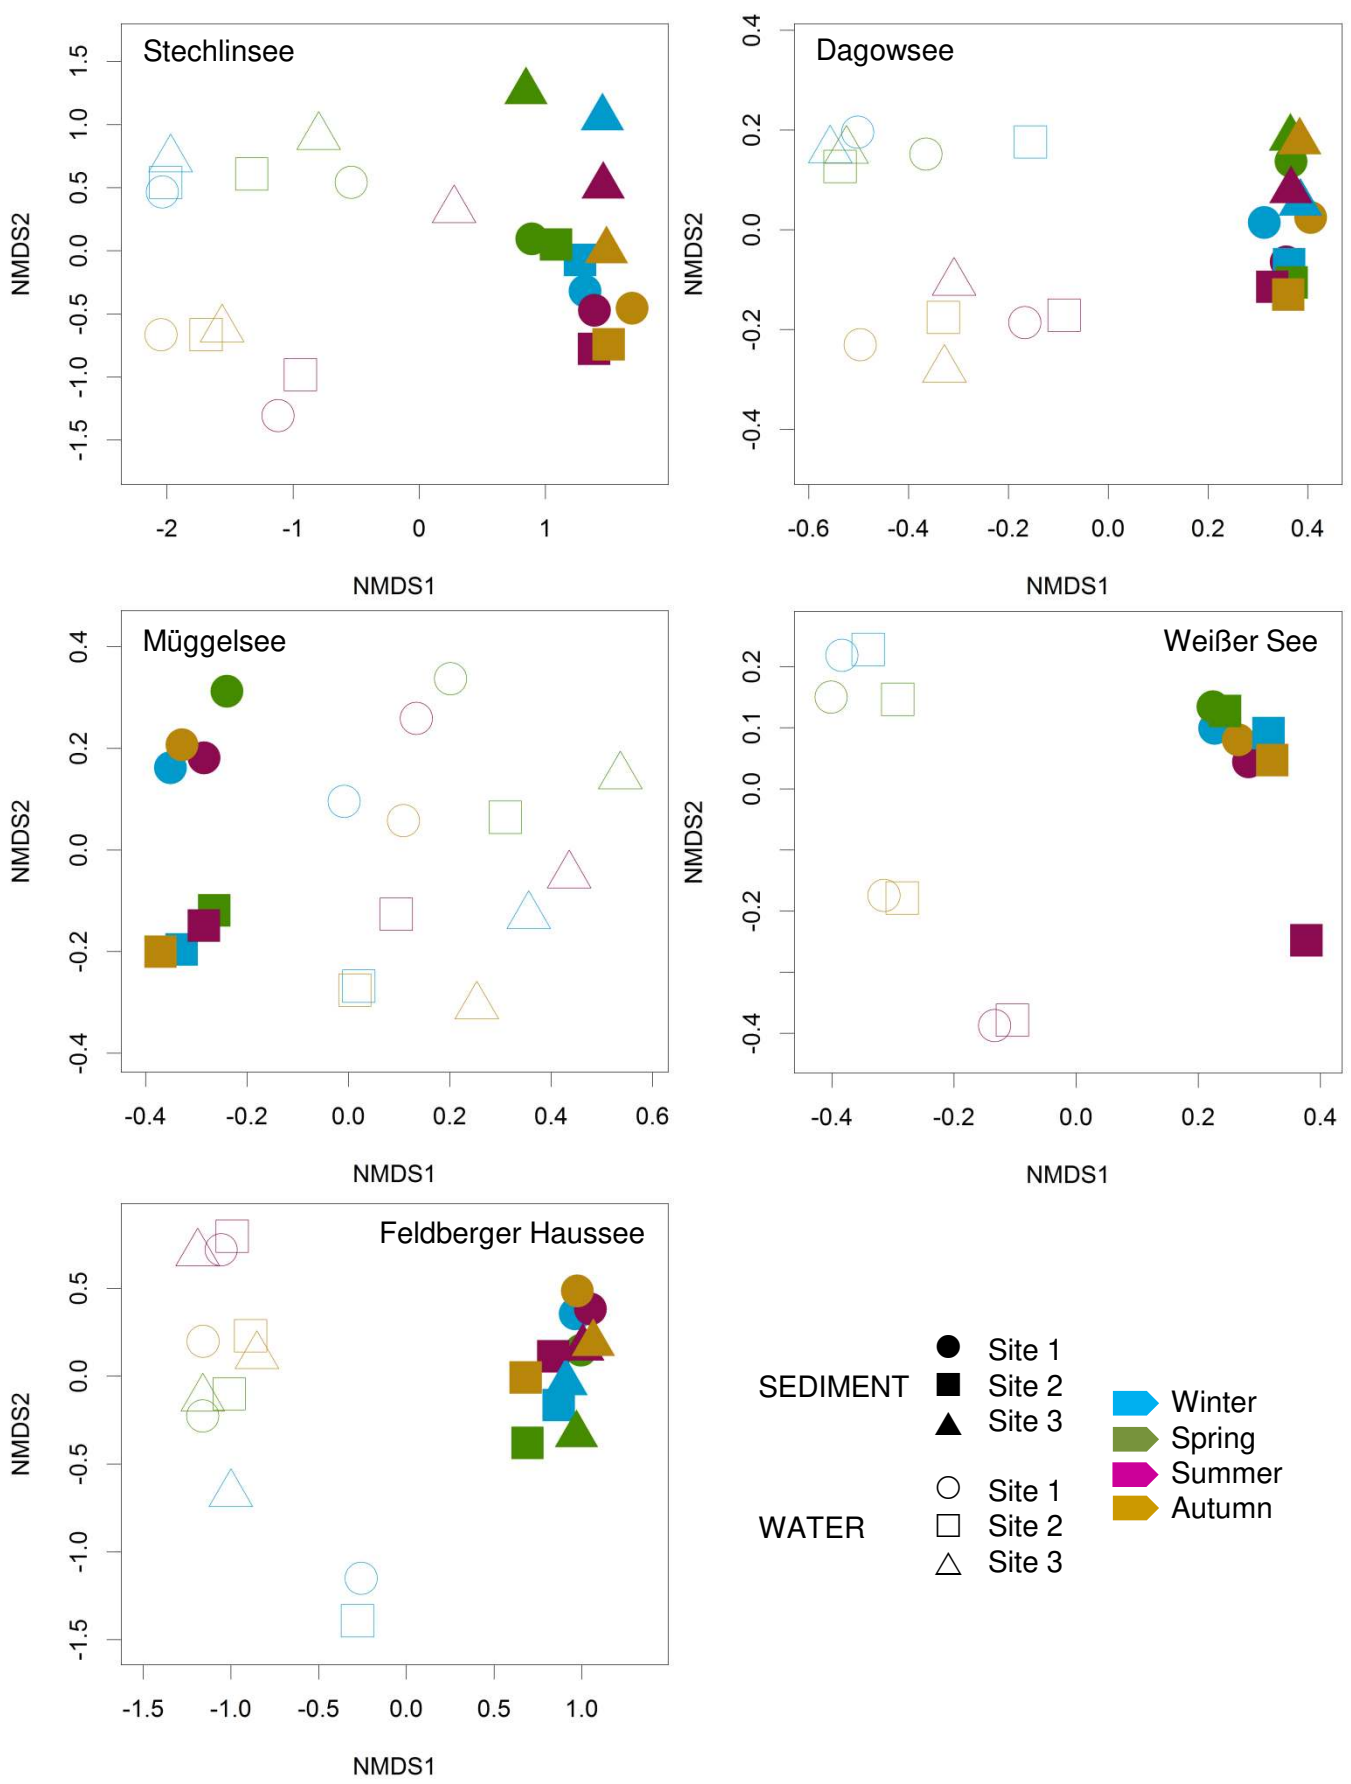 Stechlinsee
NMDS2
1.5
1.0
0.5
0.0
-0.5
-1.0
-1.5
-2 -1 0 1
NMDS1
Dagowsee
NMDS2
0.4
0.2
0.0
-0.2
-0.4
-0.6 -0.4 -0.2 0.0 0.2 0.4
NMDS1
Müggelsee
NMDS2
0.4
0.2
0.0
-0.2
-0.4
-0.4 -0.2 0.0 0.2 0.4 0.6
NMDS1
Weißer See
NMDS2
0.2
0.1
0.0
-0.2
-0.4
-0.4 -0.2 0.0 0.2 0.4
NMDS1
Feldberger Haussee
NMDS2
0.5
0.0
-0.5
-1.0
-1.5
-1.5 -1.0 -0.5 0.0 0.5 1.0
NMDS1
SEDIMENT
Site 1
Site 2
Site 3
WATER
Site 1
Site 2
Site 3
Winter
Spring
Summer
Autumn